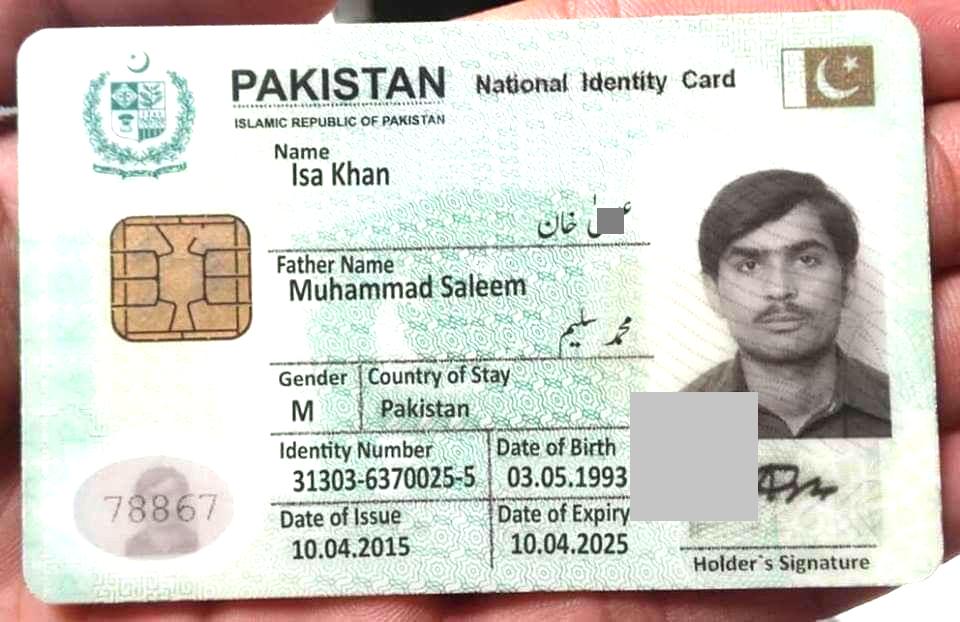 PAKISTAN National Identity Card
ISLAMIC REPUBLIC OF PAKISTAN
Name
Isa Khan
خان
Father Name
Muhammad Saleem
محمد سلیم
Gender Country of Stay
M Pakistan
Identity Number Date of Birth
31303-6370025-5 03.05.1993
Date of Issue Date of Expiry
10.04.2015 10.04.2025
78867
Holder`s Signature